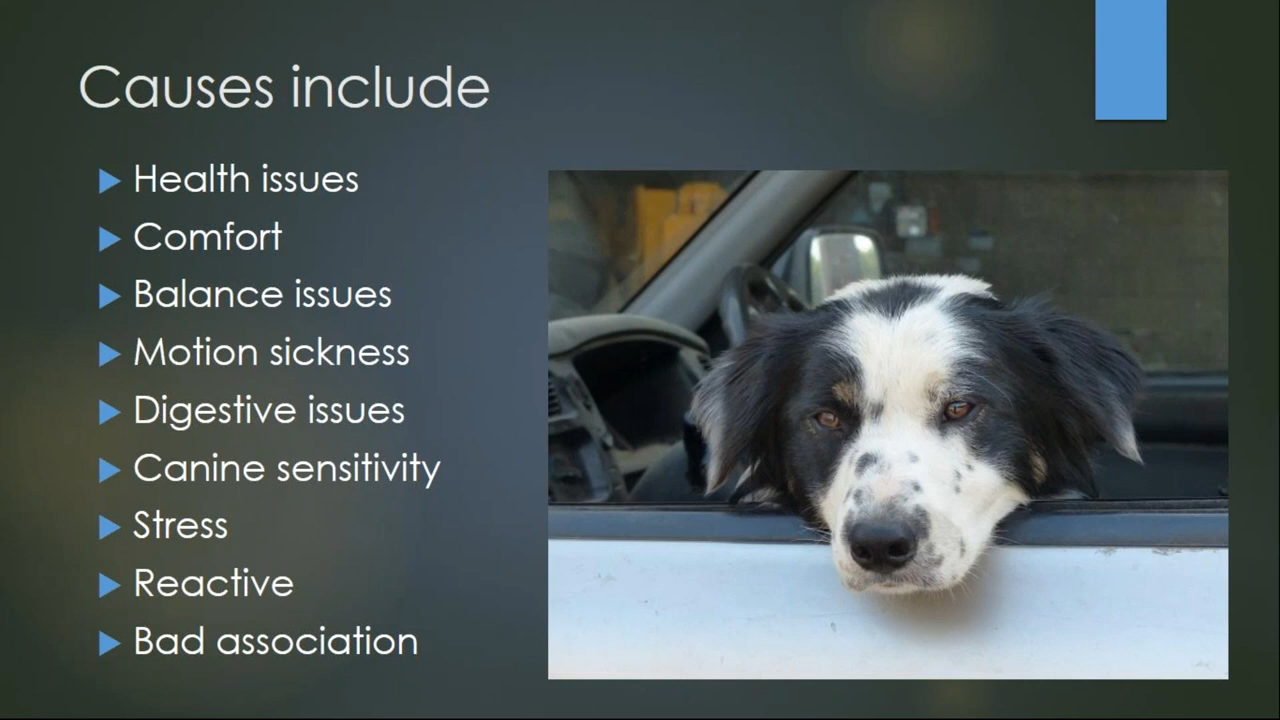 Causes include
Health issues
Comfort
Balance issues
Motion sickness
Digestive issues
Canine sensitivity
Stress
Reactive
Bad association